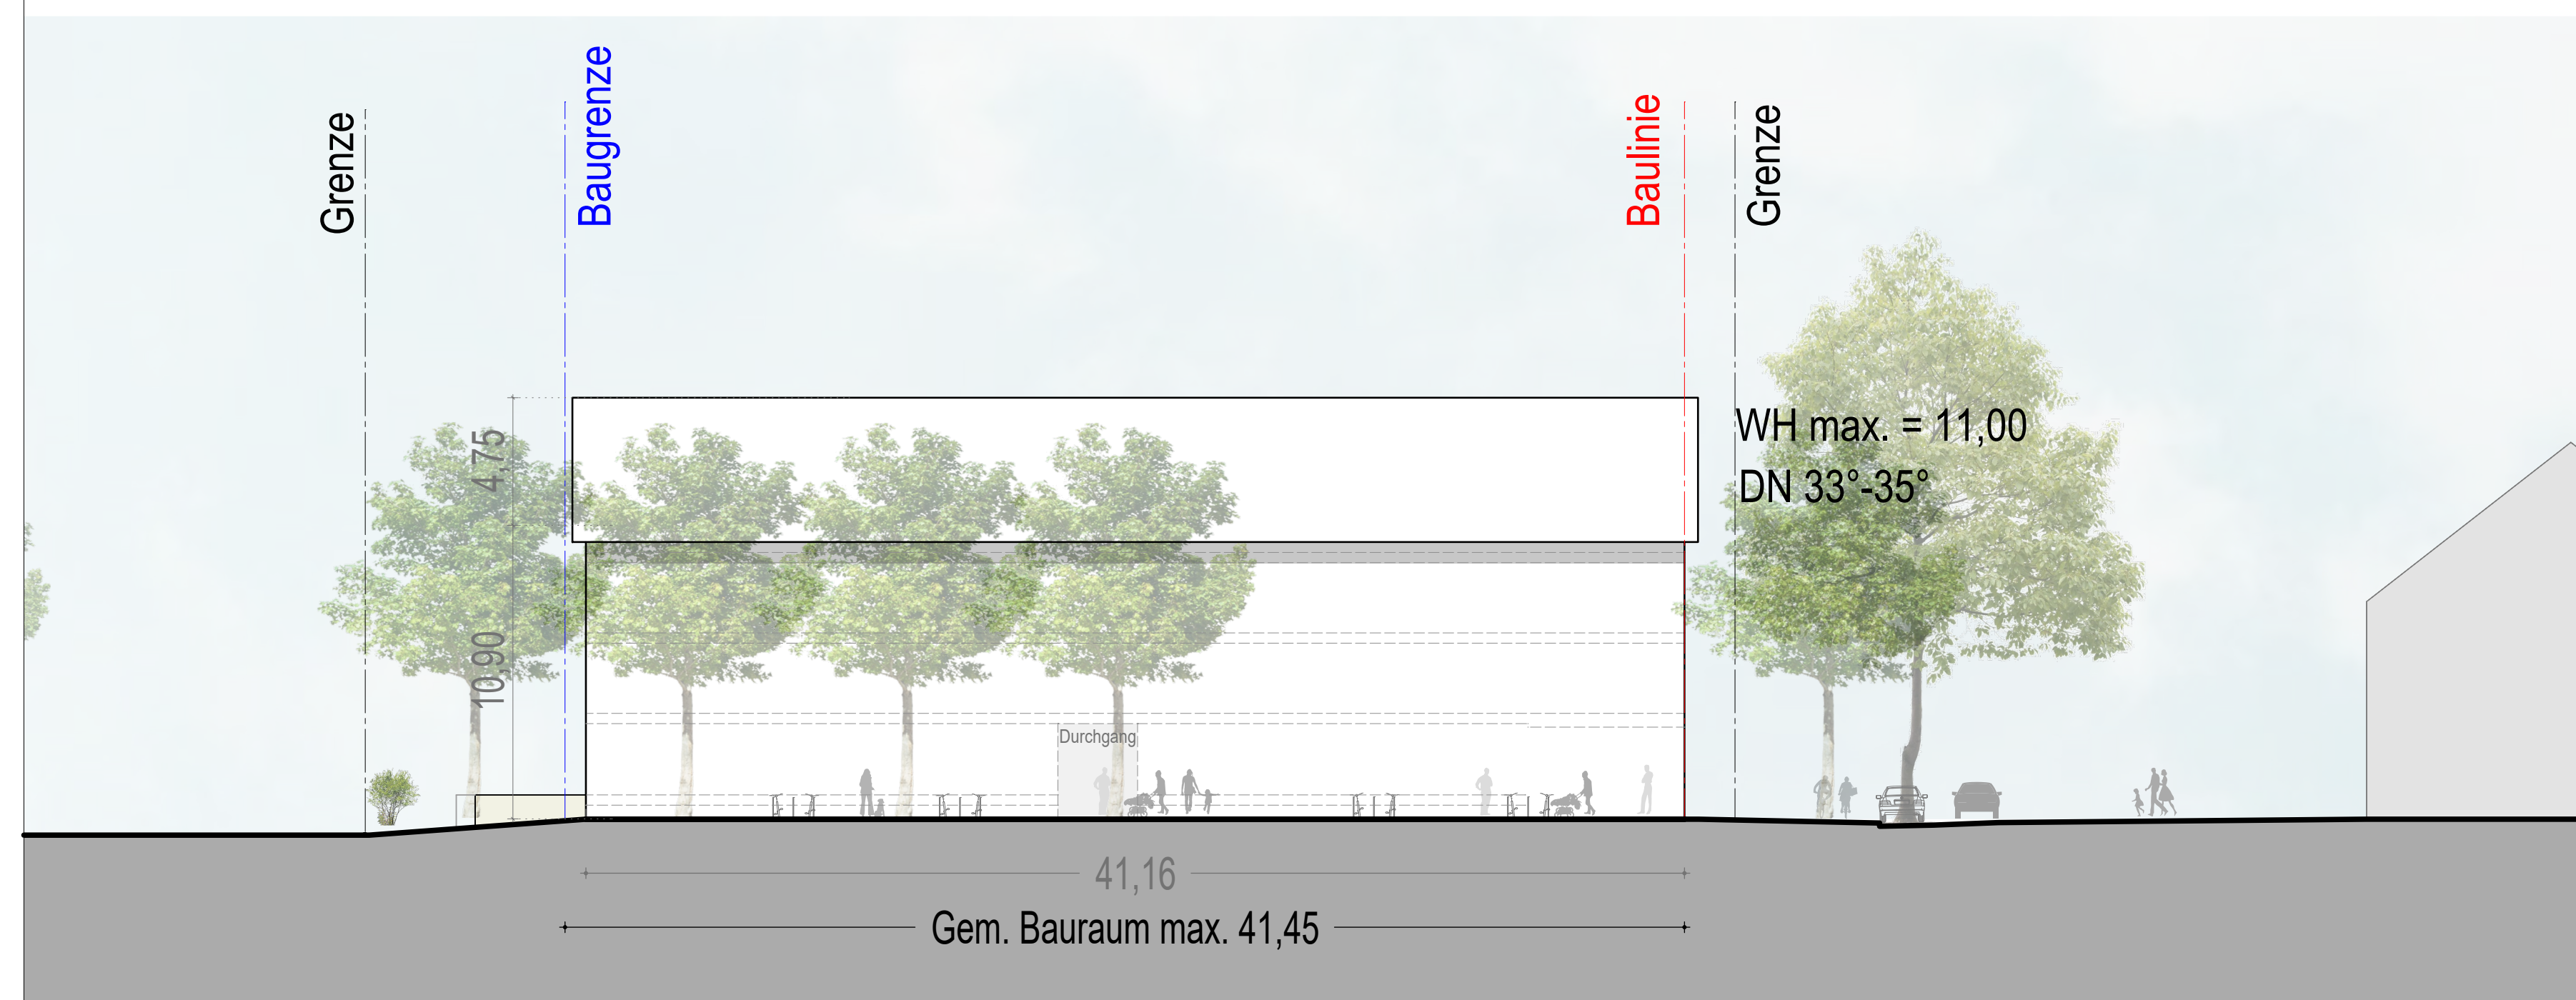 Grenze
Baugrenze
Baulinie
Grenze
WH max. = 11,00
DN 33°-35°
4,75
10,90
Durchgang
41,16
Gem. Bauraum max. 41,45